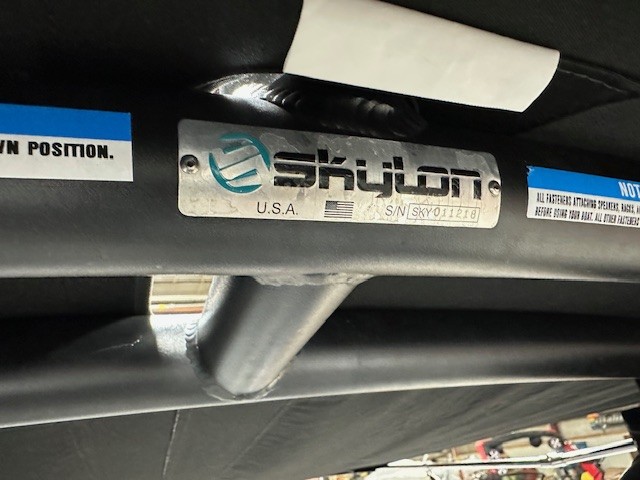 WN POSITION.
skylon
U.S.A. S/N SKY011218
NOT
ALL FASTENERS ATTACHING SPEAKERS, RACKS,
BEFORE USING YOUR BOAT. ALL OTHER FASTENERS